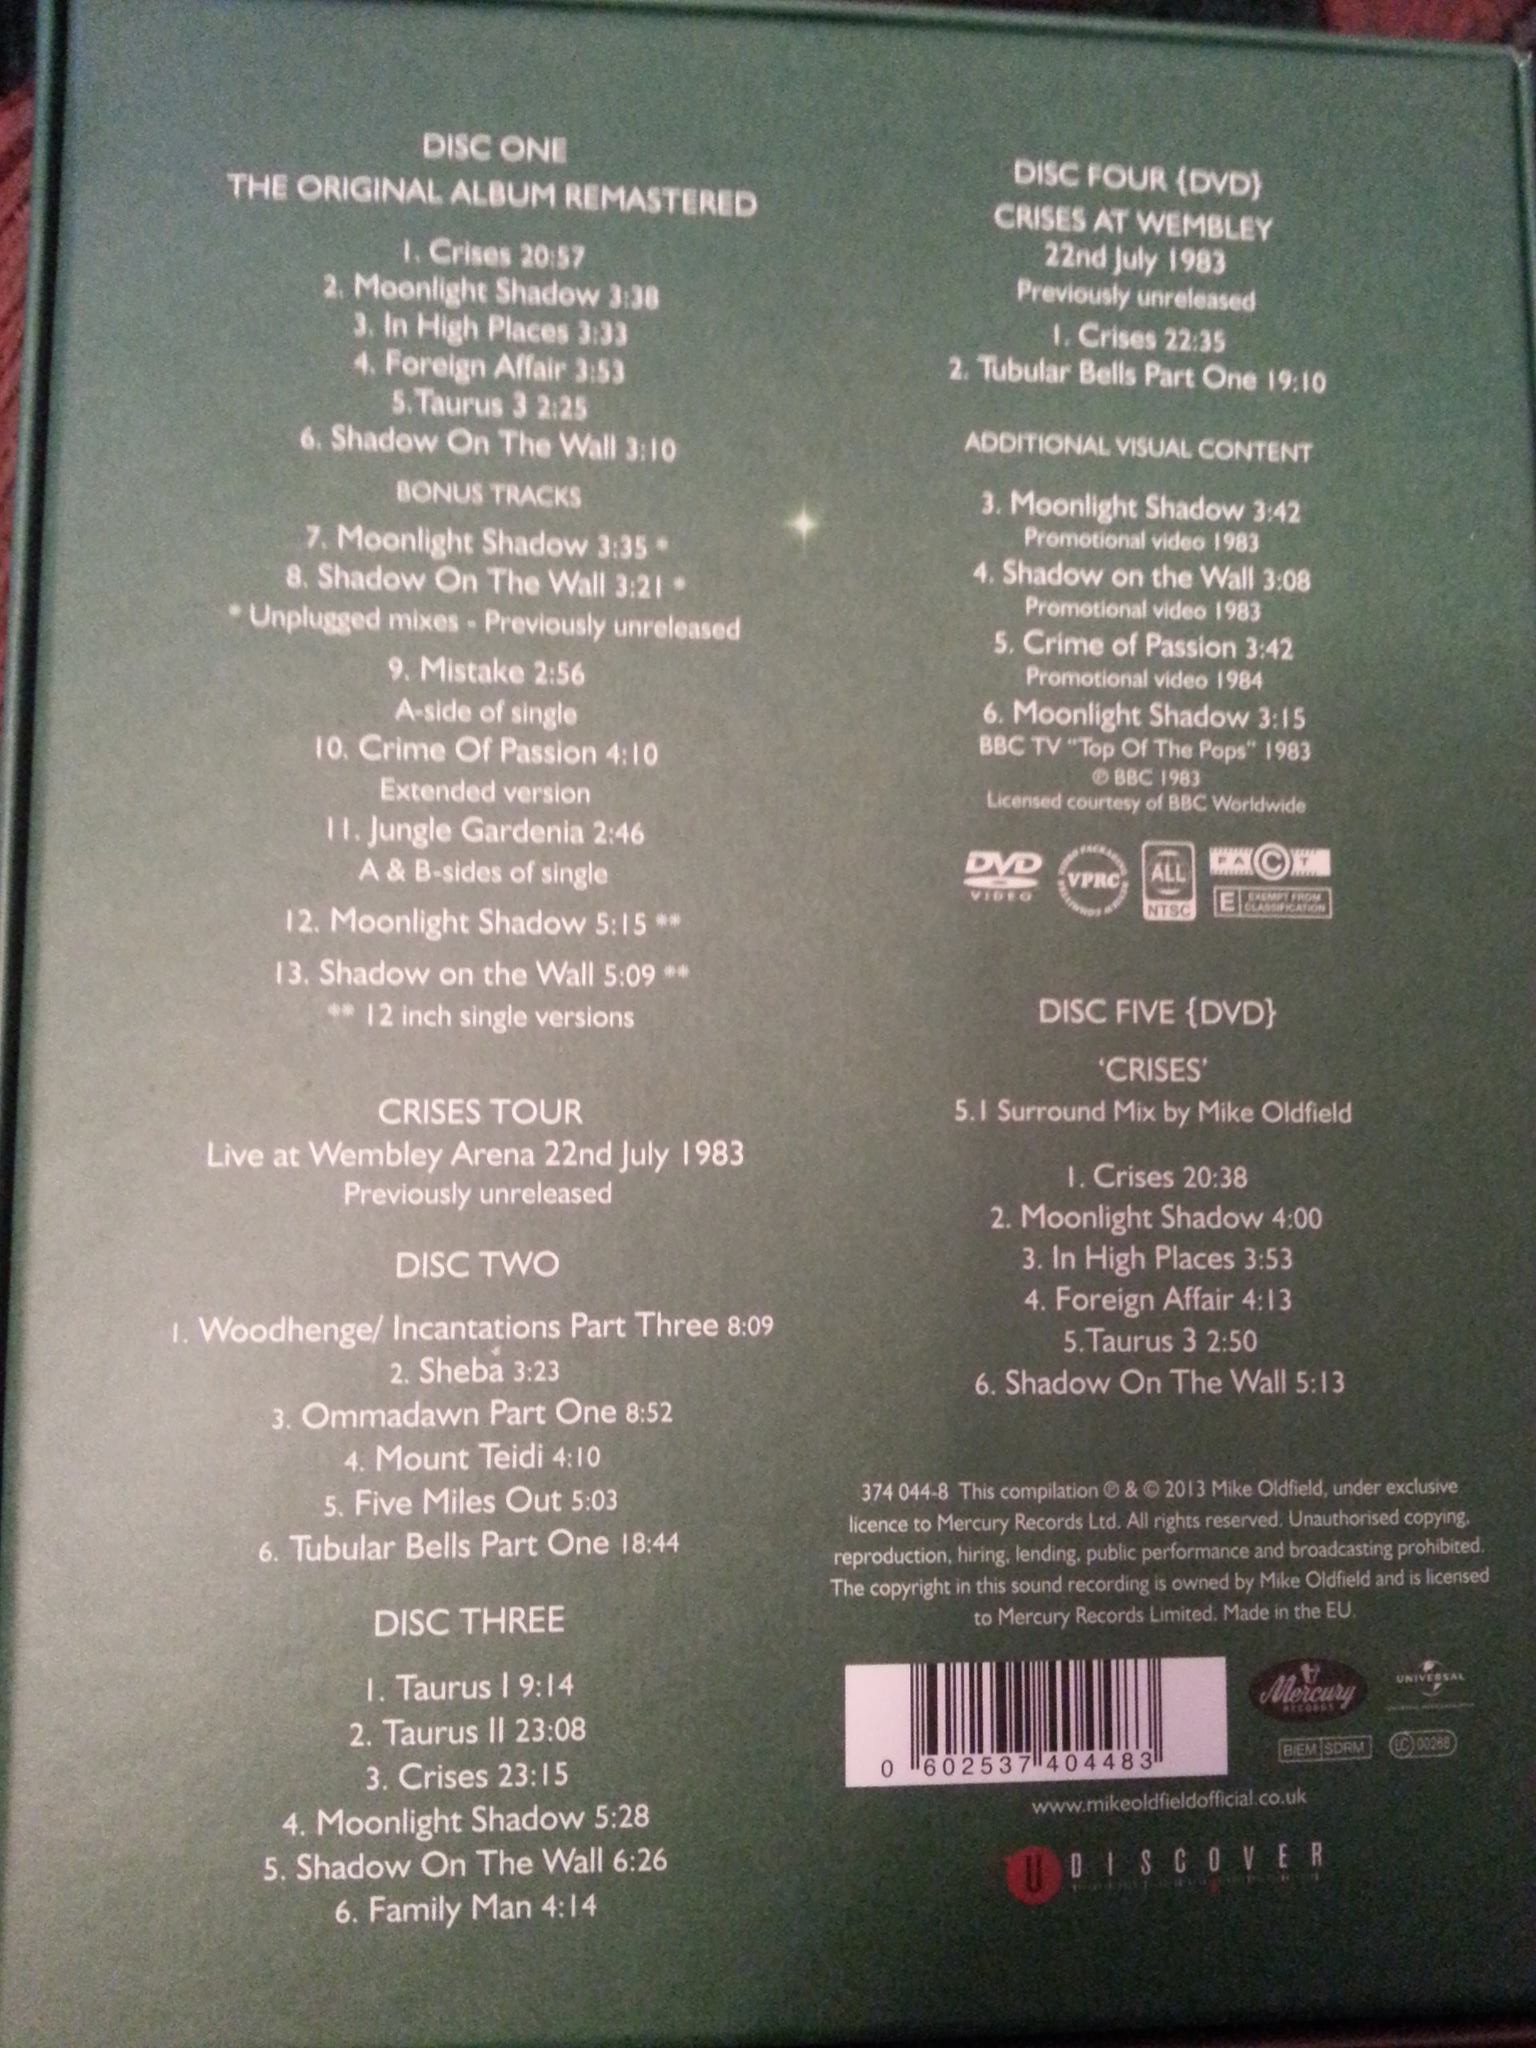 DISC ONE
THE ORIGINAL ALBUM REMASTERED
1. Crises 20:57
2. Moonlight Shadow 3:38
3. In High Places 3:33
4. Foreign Affair 3:53
5. Taurus 3 2:25
6. Shadow On The Wall 3:10
BONUS TRACKS
7. Moonlight Shadow 3:35 *
8. Shadow On The Wall 3:21 *
* Unplugged mixes - Previously unreleased
9. Mistake 2:56
A-side of single
10. Crime Of Passion 4:10
Extended version
11. Jungle Gardenia 2:46
A & B-sides of single
12. Moonlight Shadow 5:15 **
13. Shadow on the Wall 5:09 **
** 12 inch single versions
CRISES TOUR
Live at Wembley Arena 22nd July 1983
Previously unreleased
DISC TWO
1. Woodhenge/ Incantations Part Three 8:09
2. Sheba 3:23
3. Ommadawn Part One 8:52
4. Mount Teidi 4:10
5. Five Miles Out 5:03
6. Tubular Bells Part One 18:44
DISC THREE
1. Taurus I 9:14
2. Taurus II 23:08
3. Crises 23:15
4. Moonlight Shadow 5:28
5. Shadow On The Wall 6:26
6. Family Man 4:14
DISC FOUR {DVD}
CRISES AT WEMBLEY
22nd July 1983
Previously unreleased
1. Crises 22:35
2. Tubular Bells Part One 19:10
ADDITIONAL VISUAL CONTENT
3. Moonlight Shadow 3:42
Promotional video 1983
4. Shadow on the Wall 3:08
Promotional video 1983
5. Crime of Passion 3:42
Promotional video 1984
6. Moonlight Shadow 3:15
BBC TV "Top Of The Pops" 1983
© BBC 1983
Licensed courtesy of BBC Worldwide
DVD VIDEO
VPRC
ALL NTSC
FACT
E EXEMPT FROM CLASSIFICATION
DISC FIVE {DVD}
'CRISES'
5.1 Surround Mix by Mike Oldfield
1. Crises 20:38
2. Moonlight Shadow 4:00
3. In High Places 3:53
4. Foreign Affair 4:13
5. Taurus 3 2:50
6. Shadow On The Wall 5:13
374 044-8 This compilation ℗ & © 2013 Mike Oldfield, under exclusive
licence to Mercury Records Ltd. All rights reserved. Unauthorised copying,
reproduction, hiring, lending, public performance and broadcasting prohibited.
The copyright in this sound recording is owned by Mike Oldfield and is licensed
to Mercury Records Limited. Made in the EU.
0 602537 404483
Mercury RECORDS
UNIVERSAL
BIEM SDRM
LC 00268
www.mikeoldfieldofficial.co.uk
U DISCOVER